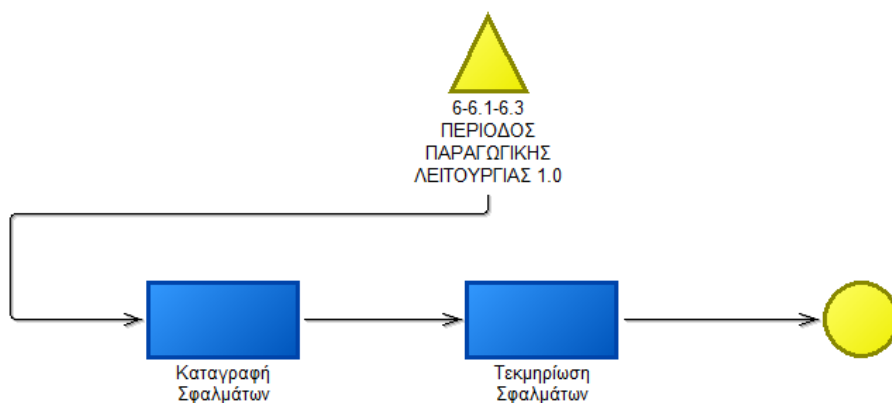 6-6.1-6.3
ΠΕΡΙΟΔΟΣ
ΠΑΡΑΓΩΓΙΚΗΣ
ΛΕΙΤΟΥΡΓΙΑΣ 1.0
Καταγραφή
Σφαλμάτων
Τεκμηρίωση
Σφαλμάτων